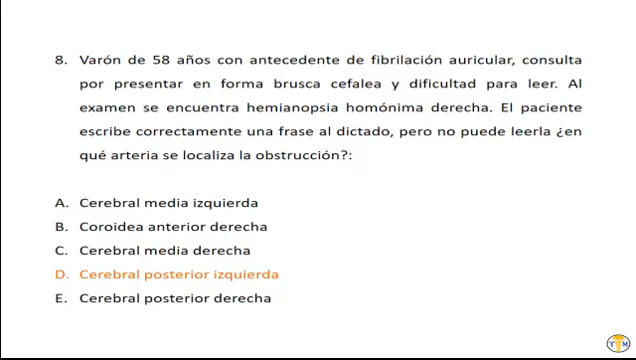 8. Varón de 58 años con antecedente de fibrilación auricular, consulta
por presentar en forma brusca cefalea y dificultad para leer. Al
examen se encuentra hemianopsia homónima derecha. El paciente
escribe correctamente una frase al dictado, pero no puede leerla ¿en
qué arteria se localiza la obstrucción?:
A. Cerebral media izquierda
B. Coroidea anterior derecha
C. Cerebral media derecha
D. Cerebral posterior izquierda
E. Cerebral posterior derecha
T M